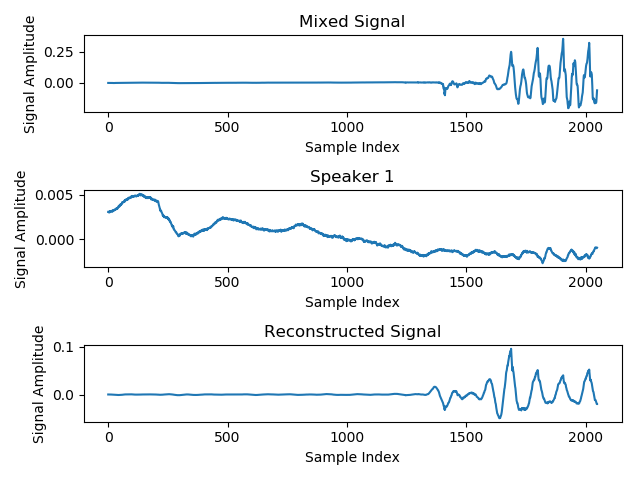 Mixed Signal
Signal Amplitude
0.25
0.00
0 500 1000 1500 2000
Sample Index
Speaker 1
Signal Amplitude
0.005
0.000
0 500 1000 1500 2000
Sample Index
Reconstructed Signal
Signal Amplitude
0.1
0.0
0 500 1000 1500 2000
Sample Index